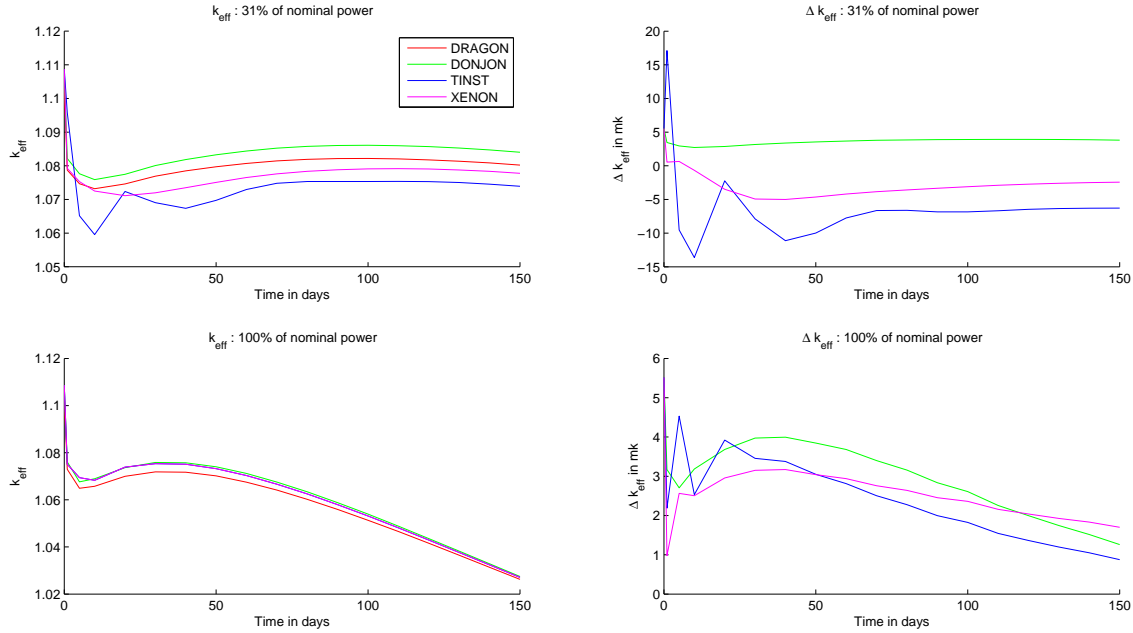 k_eff : 31% of nominal power
1.12
1.11
1.1
1.09
1.08
1.07
1.06
1.05
k_eff
0
50
100
150
Time in days
DRAGON
DONJON
TINST
XENON
Δ k_eff : 31% of nominal power
20
15
10
5
0
−5
−10
−15
Δ k_eff in mk
0
50
100
150
Time in days
k_eff : 100% of nominal power
1.12
1.1
1.08
1.06
1.04
1.02
k_eff
0
50
100
150
Time in days
Δ k_eff : 100% of nominal power
6
5
4
3
2
1
0
Δ k_eff in mk
0
50
100
150
Time in days